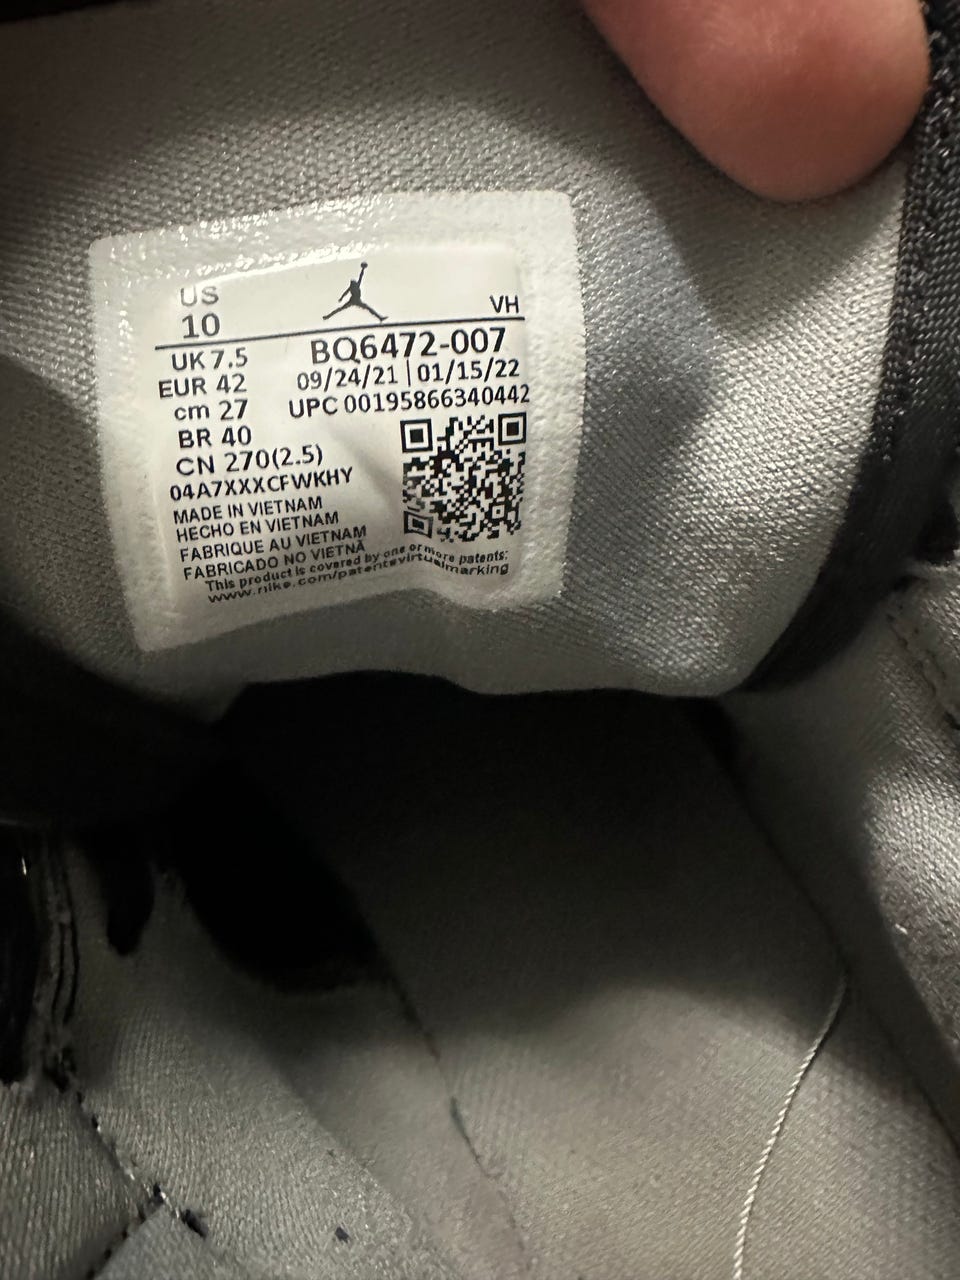 US
10
VH
UK 7.5
EUR 42
cm 27
BR 40
CN 270(2.5)
BQ6472-007
09/24/21 | 01/15/22
UPC 00195866340442
04A7XXXCFWKHY
MADE IN VIETNAM
HECHO EN VIETNAM
FABRIQUE AU VIETNAM
FABRICADO NO VIETNÃ
This product is covered by one or more patents:
www.nike.com/patentsvirtualmarking